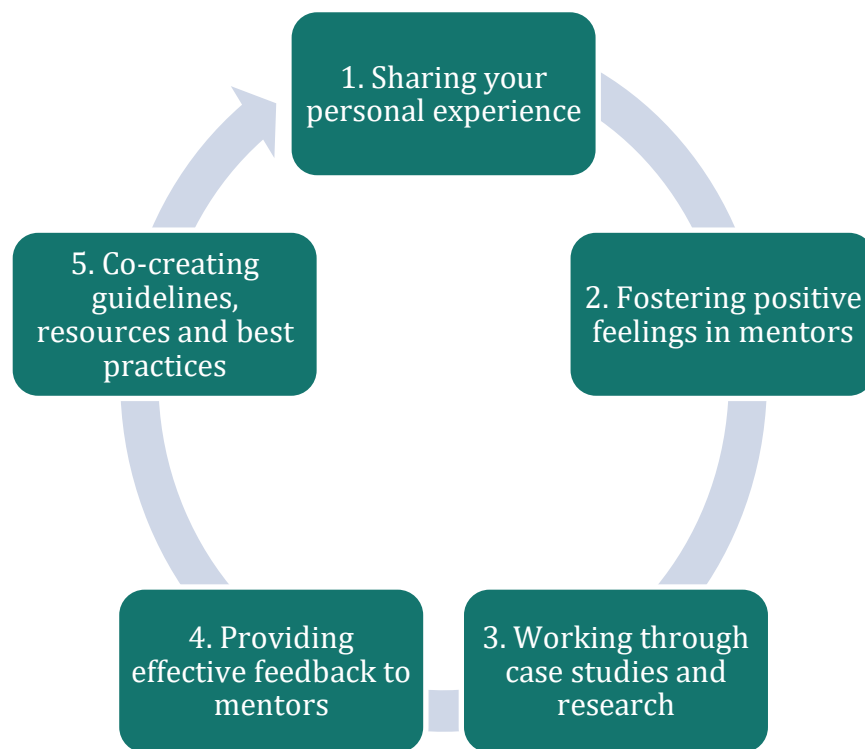 1. Sharing your
personal experience
2. Fostering positive
feelings in mentors
3. Working through
case studies and
research
4. Providing
effective feedback to
mentors
5. Co-creating
guidelines,
resources and best
practices